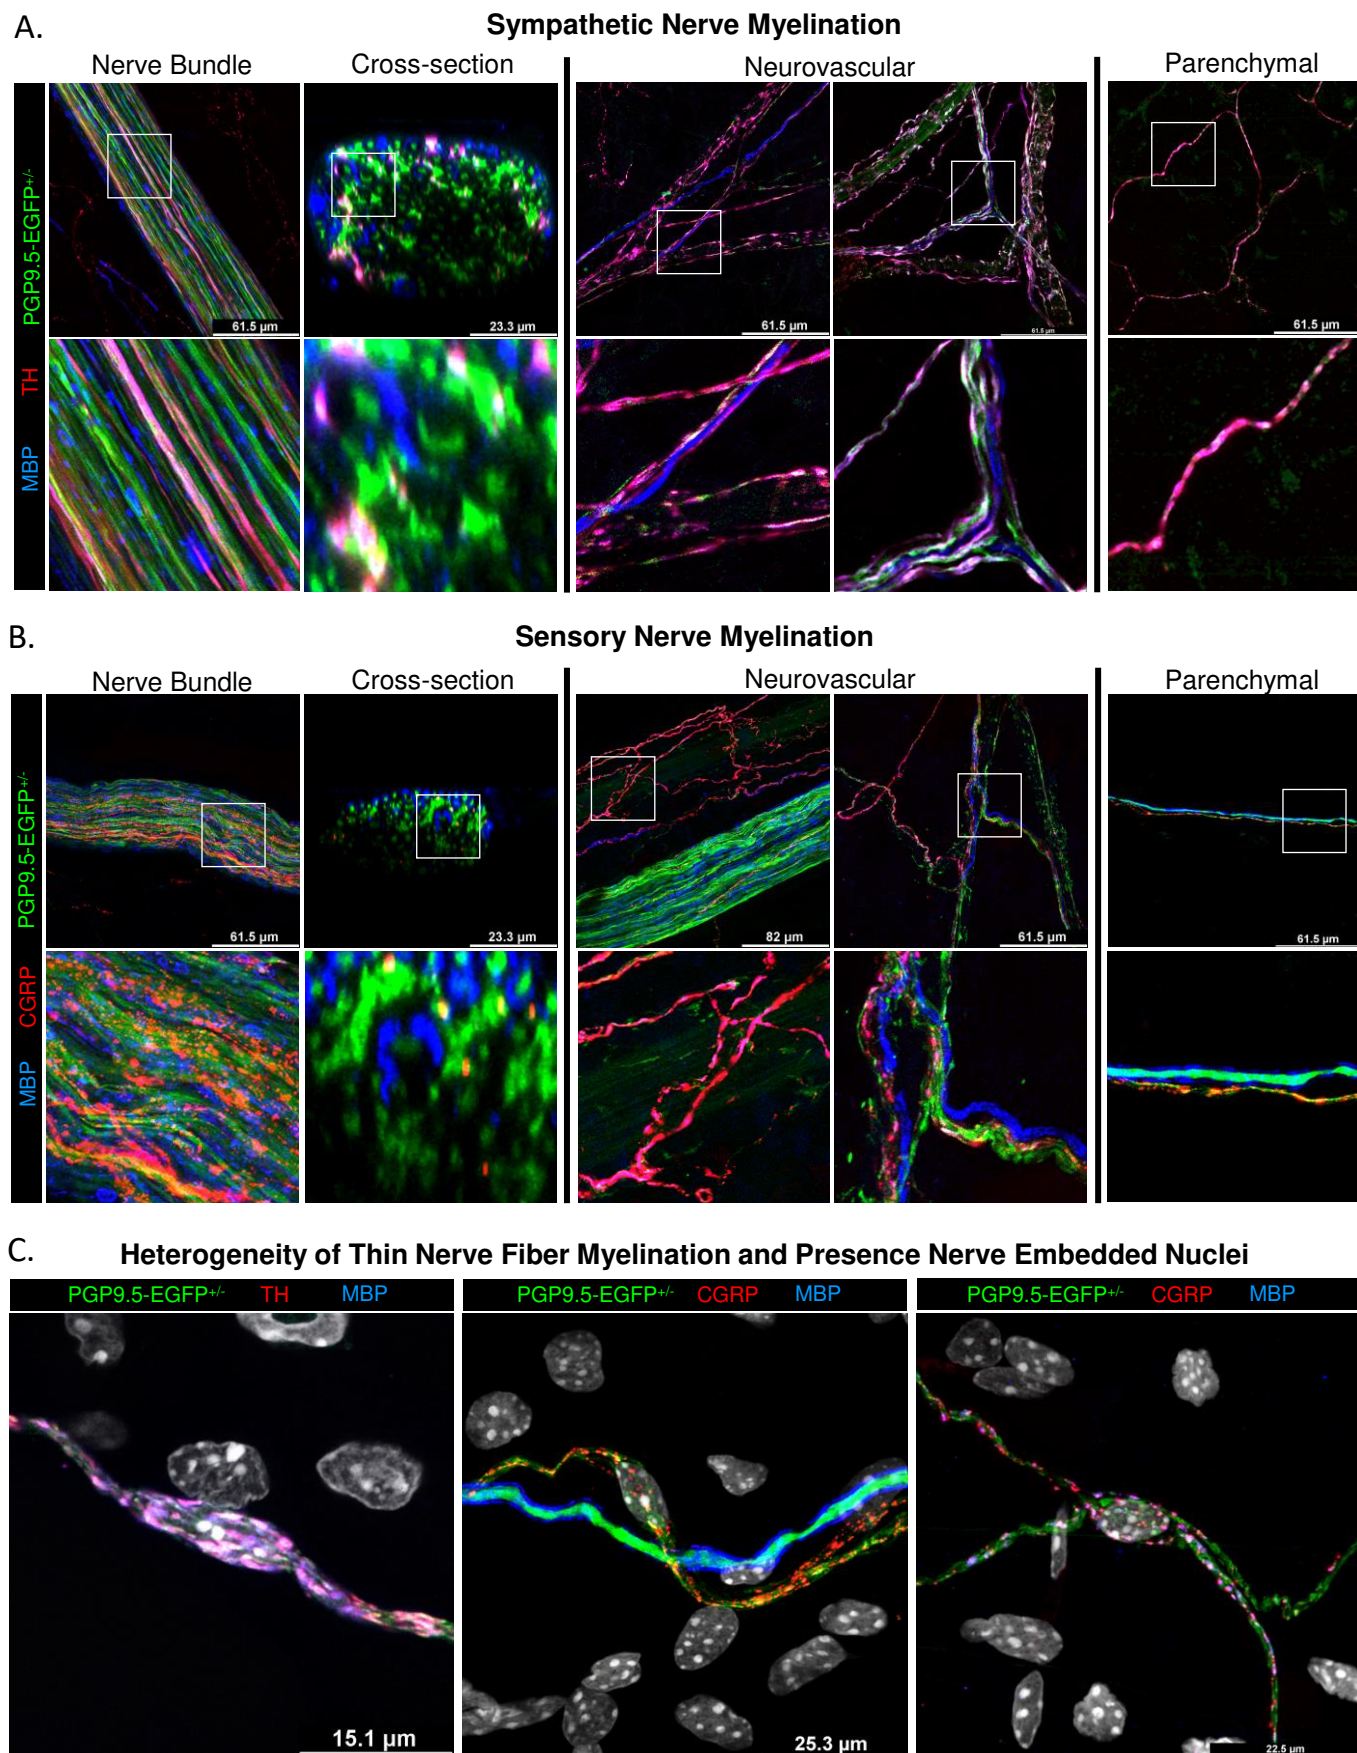 A.
Sympathetic Nerve Myelination
Nerve Bundle Cross-section Neurovascular Parenchymal
MBP TH PGP9.5-EGFP+/-
61.5 µm 23.3 µm 61.5 µm 61.5 µm 61.5 µm
B.
Sensory Nerve Myelination
Nerve Bundle Cross-section Neurovascular Parenchymal
MBP CGRP PGP9.5-EGFP+/-
61.5 µm 23.3 µm 82 µm 61.5 µm 61.5 µm
C.
Heterogeneity of Thin Nerve Fiber Myelination and Presence Nerve Embedded Nuclei
PGP9.5-EGFP+/- TH MBP PGP9.5-EGFP+/- CGRP MBP PGP9.5-EGFP+/- CGRP MBP
15.1 µm 25.3 µm 22.5 µm